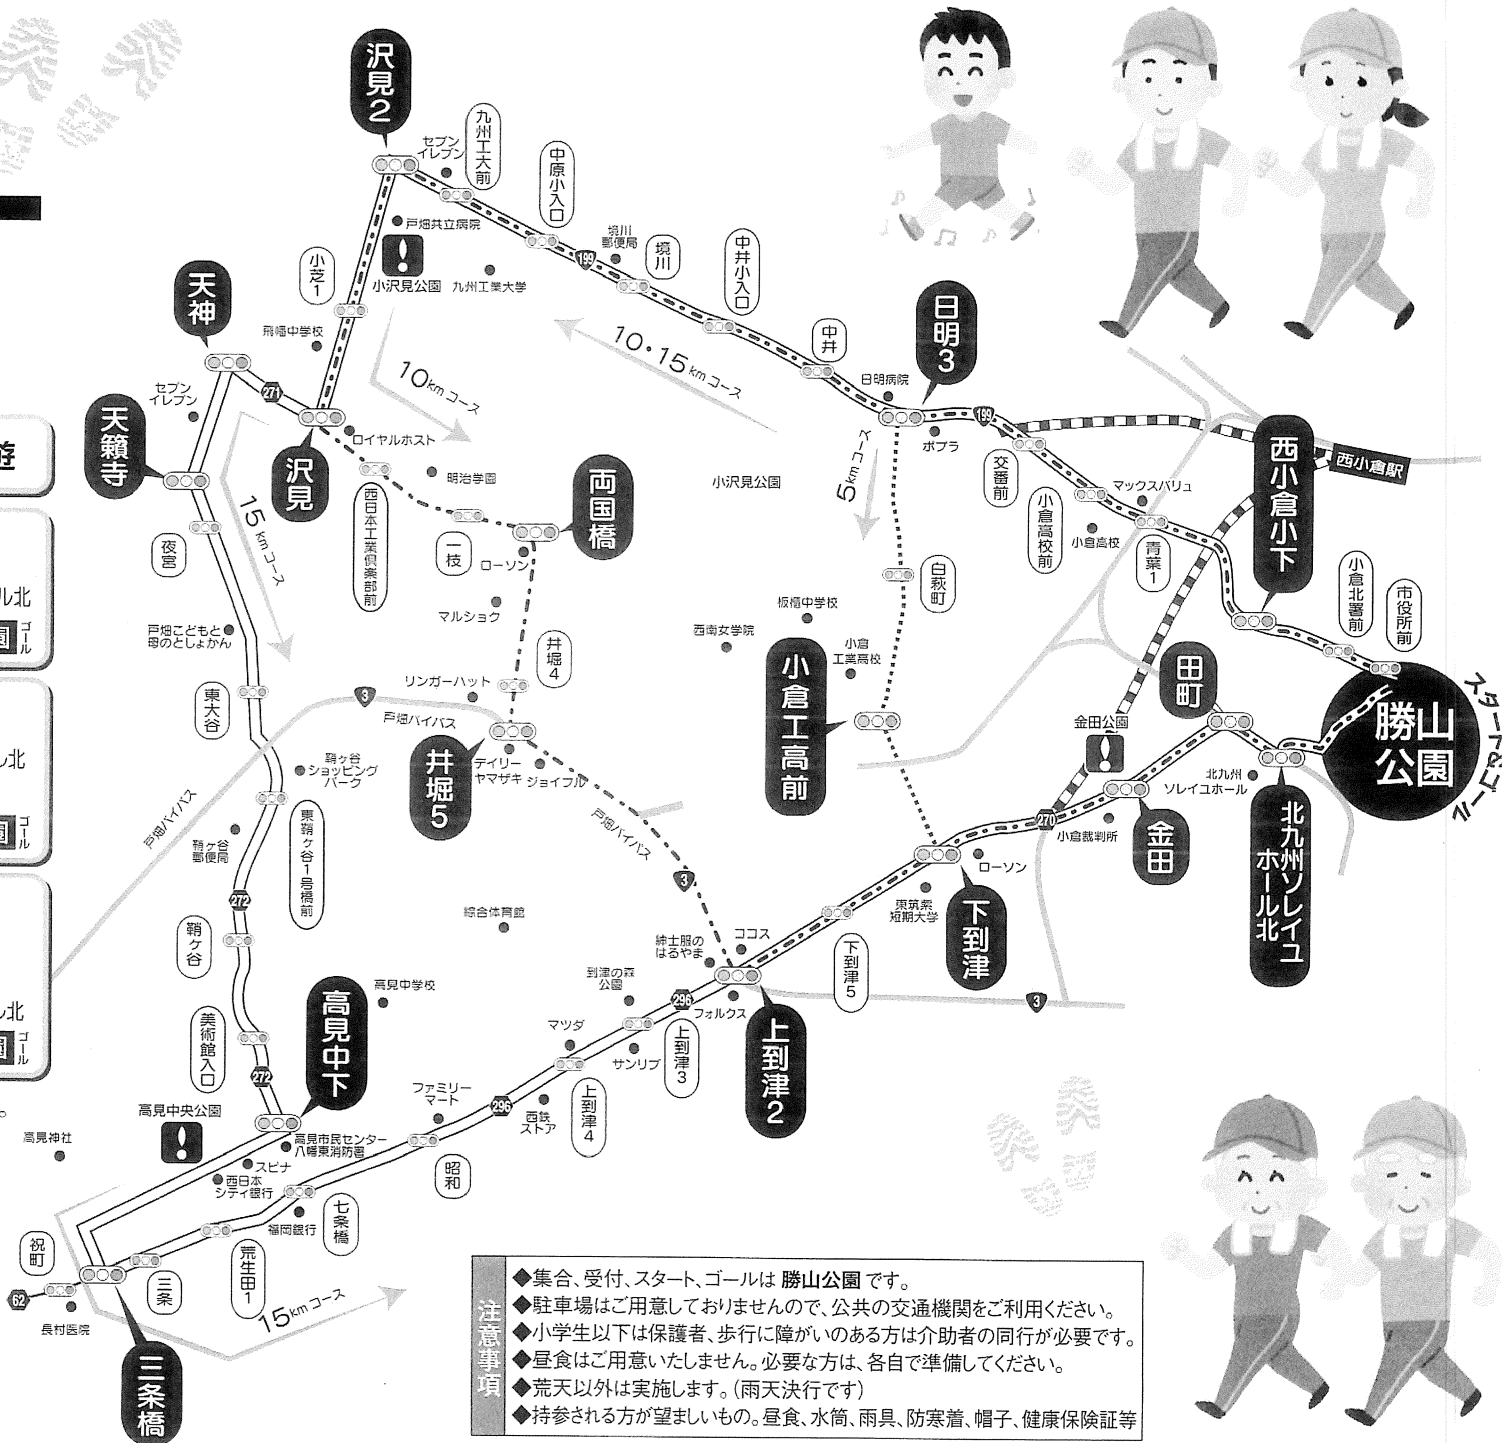 沢見2
セブン
イレブン
九州工大前
中原小入口
戸畑共立病院
小沢見公園
九州工業大学
境川
郵便局
境川
中井小入口
199
小芝1
天神
飛幡中学校
セブン
イレブン
271
天籟寺
沢見
ロイヤルホスト
10kmコース
10・15kmコース
中井
日明病院
日明3
199
ポプラ
5kmコース
小沢見公園
交番前
小倉高校前
マックスバリュ
小倉高校
青葉1
西小倉小下
西小倉駅
小倉北署前
市役所前
遊
明治学園
西日本工業倶楽部前
一枝
両国橋
ローソン
マルショク
15kmコース
夜宮
戸畑こどもと
母のとしょかん
井堀4
リンガーハット
3
戸畑バイパス
井堀5
デイリー
ヤマザキ
ジョイフル
白萩町
板櫃中学校
西南女学院
小倉
工業高校
小倉工高前
田町
金田公園
勝山
公園
スタート&ゴール
北九州
ソレイユホール
北九州ソレイユ
ホール北
金田
小倉裁判所
270
ル北
園
ゴール
東大谷
鞘ヶ谷
ショッピング
パーク
戸畑バイパス
鞘ヶ谷
郵便局
東鞘ヶ谷1号橋前
272
鞘ヶ谷
戸畑バイパス
3
綜合体育館
ローソン
東筑紫
短期大学
下到津
下到津5
ココス
紳士服の
はるやま
到津の森
公園
296
フォルクス
上到津2
3
ル北
園
ゴール
高見中学校
高見中下
美術館入口
272
マツダ
サンリブ
上到津3
上到津4
西鉄
ストア
296
ファミリー
マート
昭和
ル北
園
ゴール
高見神社
高見中央公園
高見市民センター
八幡東消防署
スピナ
西日本
シティ銀行
福岡銀行
七条橋
荒生田1
三条
祝町
62
長村医院
三条橋
15kmコース
注意事項
◆集合、受付、スタート、ゴールは 勝山公園 です。
◆駐車場はご用意しておりませんので、公共の交通機関をご利用ください。
◆小学生以下は保護者、歩行に障がいのある方は介助者の同行が必要です。
◆昼食はご用意いたしません。必要な方は、各自で準備してください。
◆荒天以外は実施します。(雨天決行です)
◆持参される方が望ましいもの。昼食、水筒、雨具、防寒着、帽子、健康保険証等